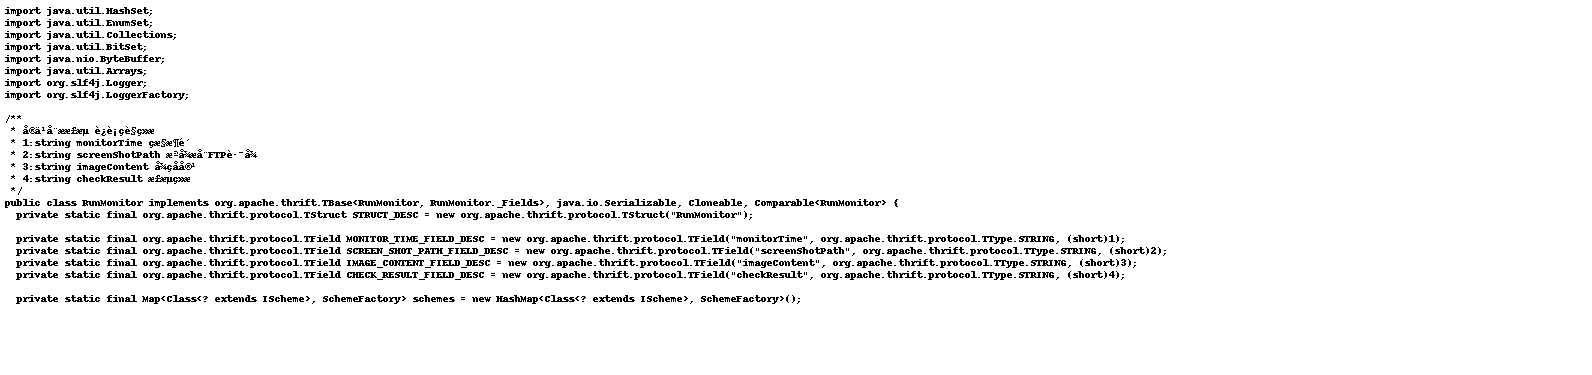 import java.util.HashSet;
import java.util.EnumSet;
import java.util.Collections;
import java.util.BitSet;
import java.nio.ByteBuffer;
import java.util.Arrays;
import org.slf4j.Logger;
import org.slf4j.LoggerFactory;
/**
* å®ä¹å¨ææ£æµ è¿è¡çè§ç»æ
* 1:string monitorTime çæ§æ¶é´
* 2:string screenShotPath æªå¾æå¨FTPè·¯å¾
* 3:string imageContent å¾çåå®¹
* 4:string checkResult æ£æµç»æ
*/
public class RunMonitor implements org.apache.thrift.TBase<RunMonitor, RunMonitor._Fields>, java.io.Serializable, Cloneable, Comparable<RunMonitor> {
private static final org.apache.thrift.protocol.TStruct STRUCT_DESC = new org.apache.thrift.protocol.TStruct("RunMonitor");
private static final org.apache.thrift.protocol.TField MONITOR_TIME_FIELD_DESC = new org.apache.thrift.protocol.TField("monitorTime", org.apache.thrift.protocol.TType.STRING, (short)1);
private static final org.apache.thrift.protocol.TField SCREEN_SHOT_PATH_FIELD_DESC = new org.apache.thrift.protocol.TField("screenShotPath", org.apache.thrift.protocol.TType.STRING, (short)2);
private static final org.apache.thrift.protocol.TField IMAGE_CONTENT_FIELD_DESC = new org.apache.thrift.protocol.TField("imageContent", org.apache.thrift.protocol.TType.STRING, (short)3);
private static final org.apache.thrift.protocol.TField CHECK_RESULT_FIELD_DESC = new org.apache.thrift.protocol.TField("checkResult", org.apache.thrift.protocol.TType.STRING, (short)4);
private static final Map<Class<? extends IScheme>, SchemeFactory> schemes = new HashMap<Class<? extends IScheme>, SchemeFactory>();